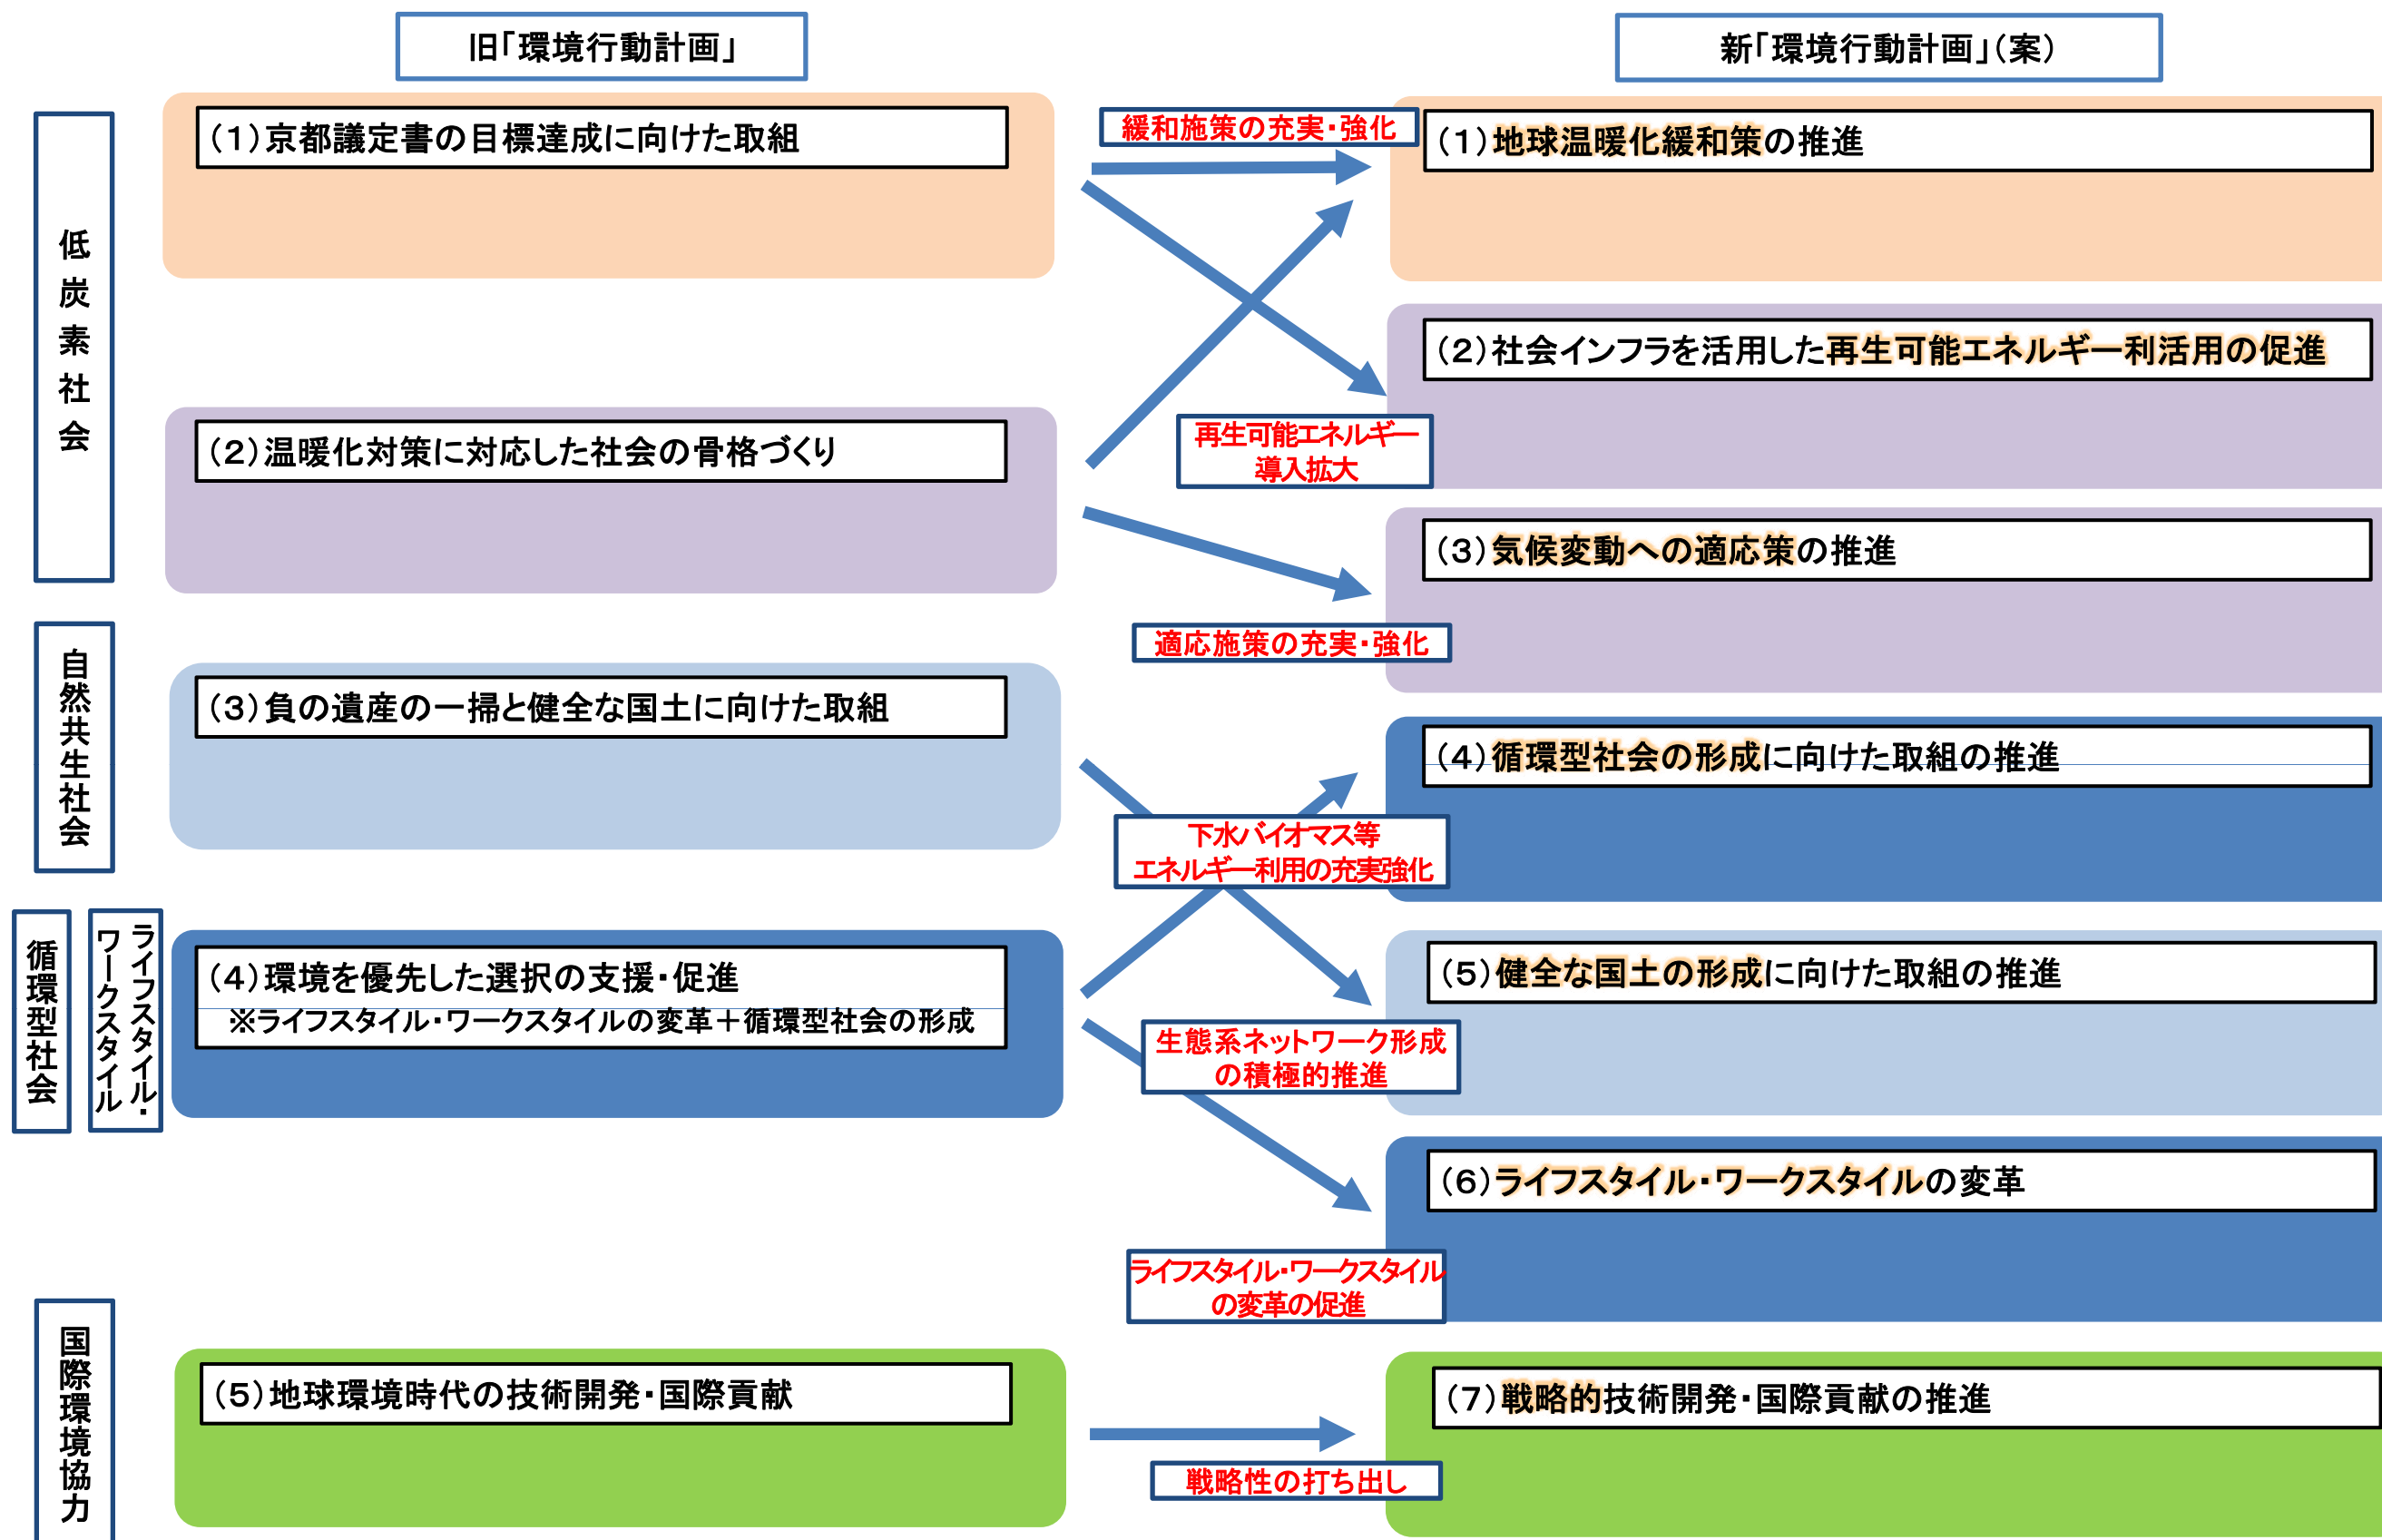 旧「環境行動計画」
新「環境行動計画」(案)
低炭素社会
(1)京都議定書の目標達成に向けた取組
緩和施策の充実・強化
(1)地球温暖化緩和策の推進
(2)社会インフラを活用した再生可能エネルギー利活用の促進
(2)温暖化対策に対応した社会の骨格づくり
再生可能エネルギー
導入拡大
(3)気候変動への適応策の推進
適応施策の充実・強化
自然共生社会
(3)負の遺産の一掃と健全な国土に向けた取組
(4)循環型社会の形成に向けた取組の推進
下水バイオマス等
エネルギー利用の充実強化
循環型社会
ライフスタイル・
ワークスタイル
(4)環境を優先した選択の支援・促進
※ライフスタイル・ワークスタイルの変革+循環型社会の形成
(5)健全な国土の形成に向けた取組の推進
生態系ネットワーク形成
の積極的推進
(6)ライフスタイル・ワークスタイルの変革
ライフスタイル・ワークスタイル
の変革の促進
国際環境協力
(5)地球環境時代の技術開発・国際貢献
(7)戦略的技術開発・国際貢献の推進
戦略性の打ち出し